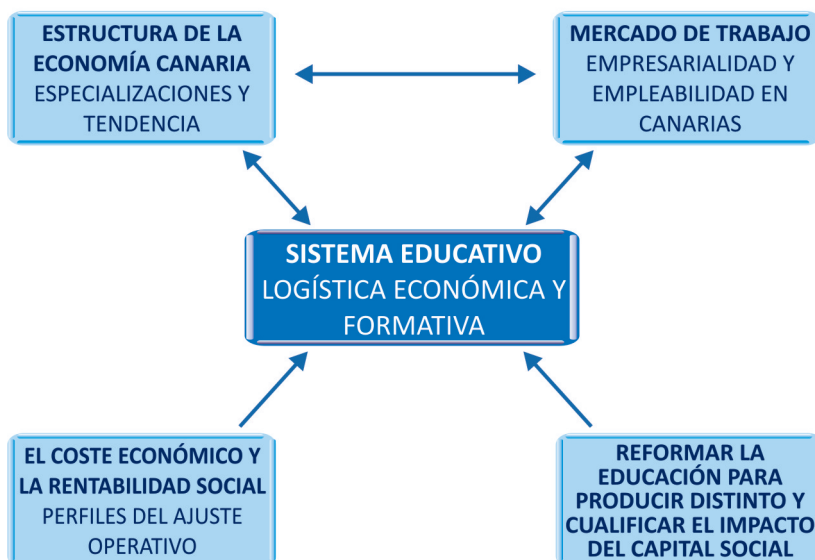 ESTRUCTURA DE LA
ECONOMÍA CANARIA
ESPECIALIZACIONES Y
TENDENCIA
MERCADO DE TRABAJO
EMPRESARIALIDAD Y
EMPLEABILIDAD EN
CANARIAS
SISTEMA EDUCATIVO
LOGÍSTICA ECONÓMICA Y
FORMATIVA
EL COSTE ECONÓMICO Y
LA RENTABILIDAD SOCIAL
PERFILES DEL AJUSTE
OPERATIVO
REFORMAR LA
EDUCACIÓN PARA
PRODUCIR DISTINTO Y
CUALIFICAR EL IMPACTO
DEL CAPITAL SOCIAL